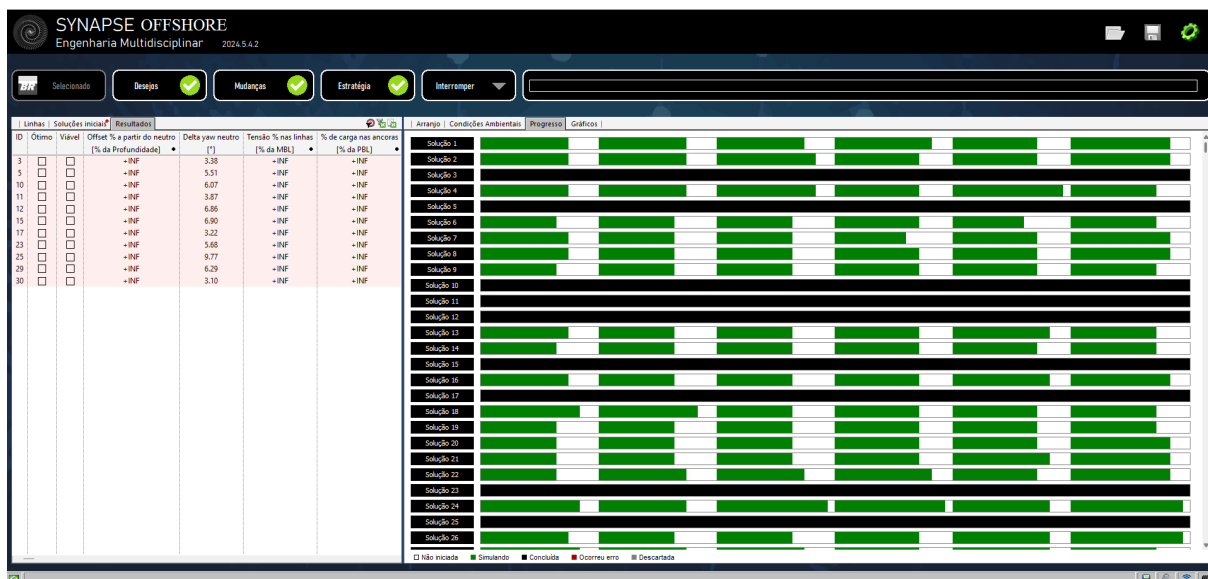 SYNAPSE OFFSHORE
Engenharia Multidisciplinar 2024.5.4.2
BR Selecionado Desejos Mudanças Estratégia Interromper
| Linhas | Soluções iniciais Resultados
ID Ótimo Viável Offset % a partir do neutro Delta yaw neutro Tensão % nas linhas % de carga nas ancoras
[% da Profundidade] [°] [% da MBL] [% da PBL]
3 +INF 3.38 +INF +INF
5 +INF 5.51 +INF +INF
10 +INF 6.07 +INF +INF
11 +INF 3.87 +INF +INF
12 +INF 6.86 +INF +INF
15 +INF 6.90 +INF +INF
17 +INF 3.22 +INF +INF
23 +INF 5.68 +INF +INF
25 +INF 9.77 +INF +INF
29 +INF 6.29 +INF +INF
30 +INF 3.10 +INF +INF
| Arranjo | Condições Ambientais Progresso Gráficos |
Solução 1
Solução 2
Solução 3
Solução 4
Solução 5
Solução 6
Solução 7
Solução 8
Solução 9
Solução 10
Solução 11
Solução 12
Solução 13
Solução 14
Solução 15
Solução 16
Solução 17
Solução 18
Solução 19
Solução 20
Solução 21
Solução 22
Solução 23
Solução 24
Solução 25
Solução 26
Não iniciada Simulando Concluída Ocorreu erro Descartada